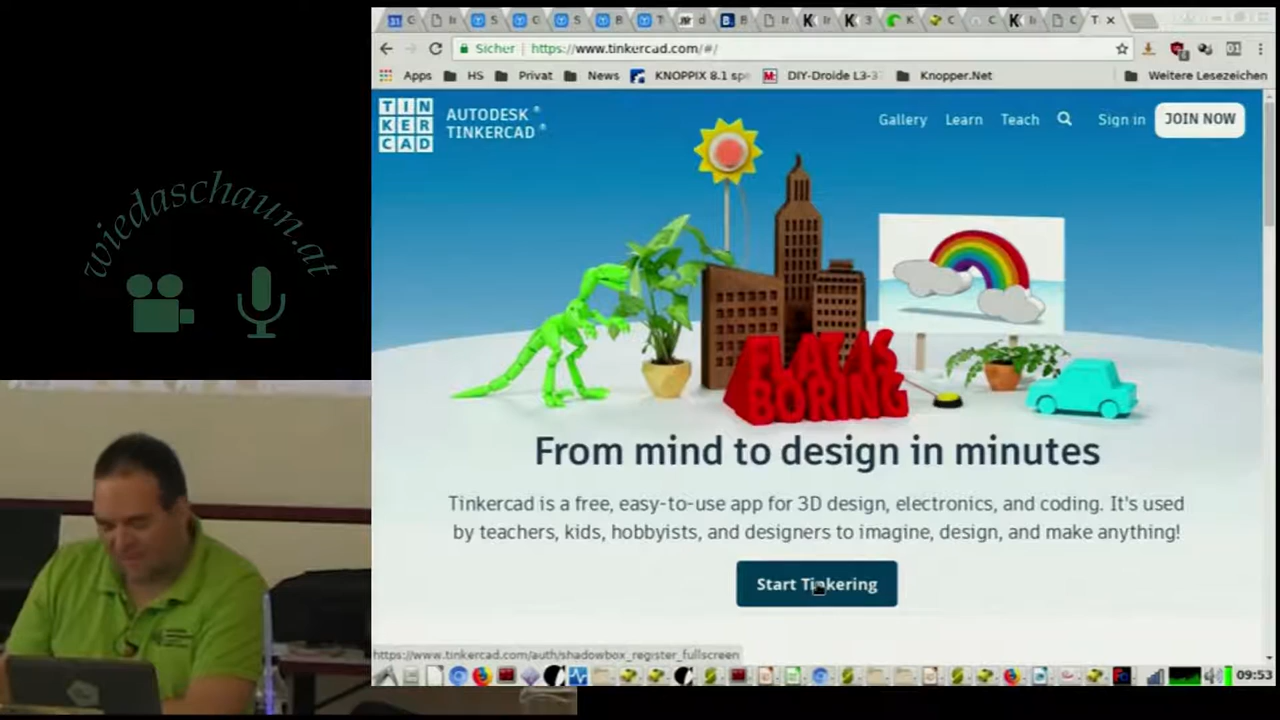 wiedaschaun.at
Sicher https://www.tinkercad.com/#/
Apps HS Privat News KNOPPIX 8.1 spe DIY-Droide L3-3 Knopper.Net Weitere Lesezeichen
TIN
KER
CAD
AUTODESK®
TINKERCAD®
Gallery Learn Teach Sign in JOIN NOW
FLAT IS
BORING
From mind to design in minutes
Tinkercad is a free, easy-to-use app for 3D design, electronics, and coding. It's used
by teachers, kids, hobbyists, and designers to imagine, design, and make anything!
Start Tinkering
https://www.tinkercad.com/auth/shadowbox_register_fullscreen
09:53